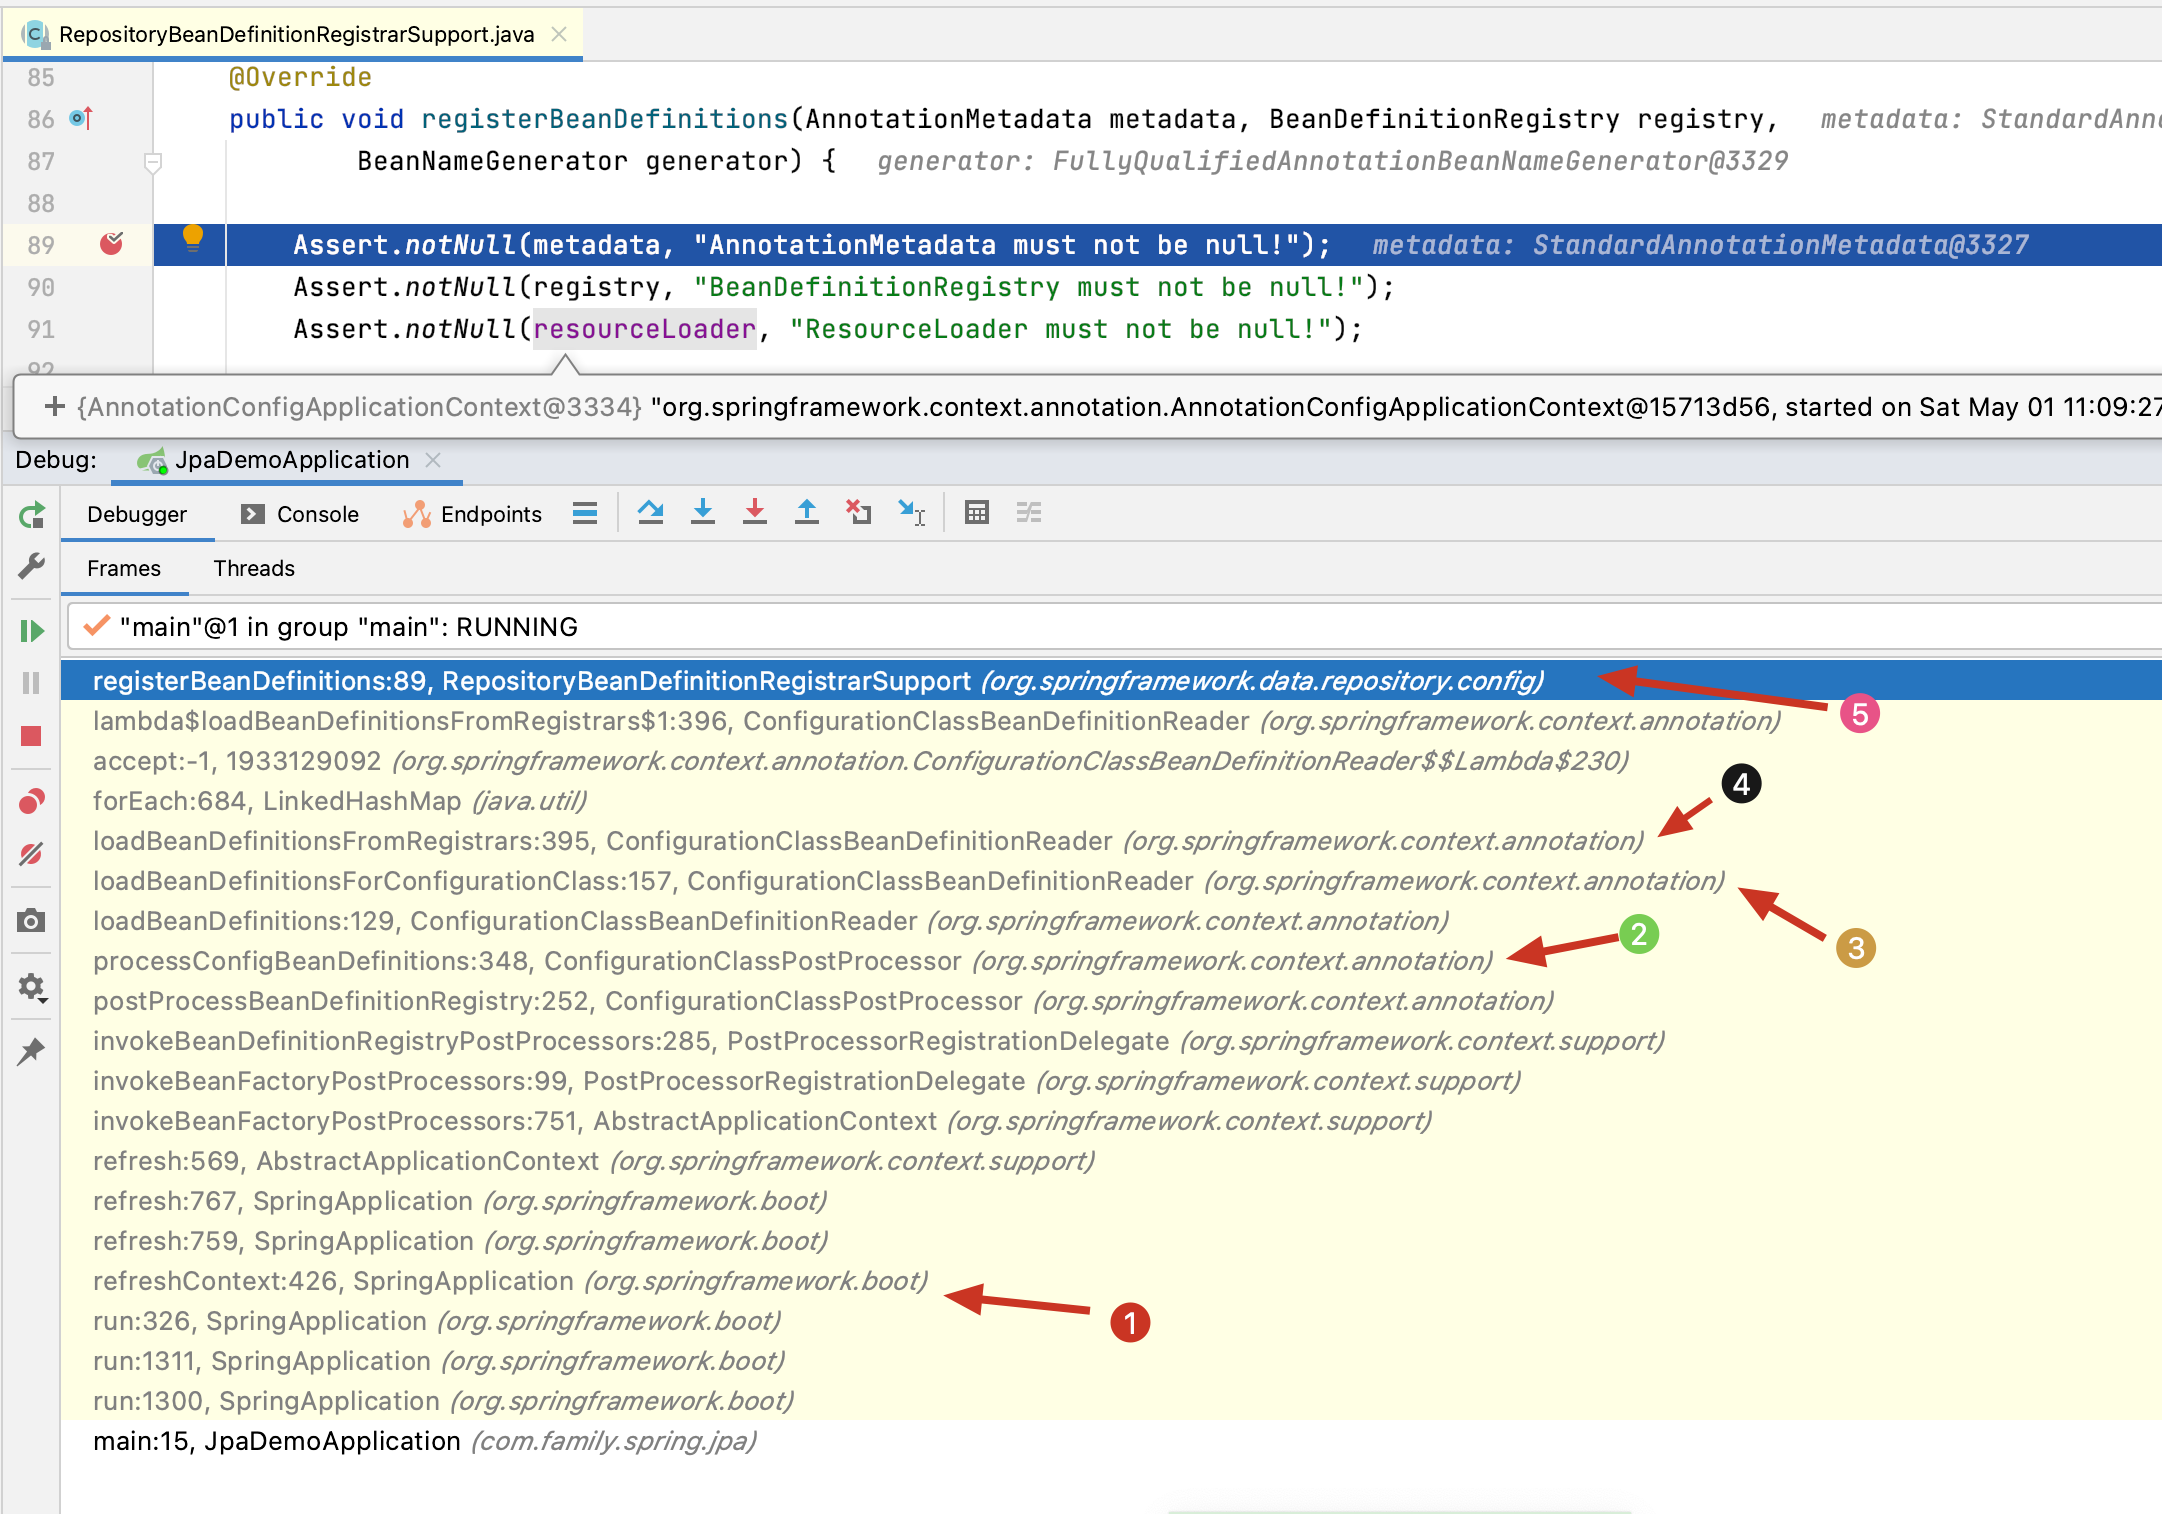 RepositoryBeanDefinitionRegistrarSupport.java
85 @Override
86 public void registerBeanDefinitions(AnnotationMetadata metadata, BeanDefinitionRegistry registry, metadata: StandardAnn
87 BeanNameGenerator generator) { generator: FullyQualifiedAnnotationBeanNameGenerator@3329
88
89 Assert.notNull(metadata, "AnnotationMetadata must not be null!"); metadata: StandardAnnotationMetadata@3327
90 Assert.notNull(registry, "BeanDefinitionRegistry must not be null!");
91 Assert.notNull(resourceLoader, "ResourceLoader must not be null!");
92
+ {AnnotationConfigApplicationContext@3334} "org.springframework.context.annotation.AnnotationConfigApplicationContext@15713d56, started on Sat May 01 11:09:27
Debug: JpaDemoApplication
Debugger Console Endpoints
Frames Threads
"main"@1 in group "main": RUNNING
registerBeanDefinitions:89, RepositoryBeanDefinitionRegistrarSupport (org.springframework.data.repository.config)
5
lambda$loadBeanDefinitionsFromRegistrars$1:396, ConfigurationClassBeanDefinitionReader (org.springframework.context.annotation)
accept:-1, 1933129092 (org.springframework.context.annotation.ConfigurationClassBeanDefinitionReader$$Lambda$230)
4
forEach:684, LinkedHashMap (java.util)
loadBeanDefinitionsFromRegistrars:395, ConfigurationClassBeanDefinitionReader (org.springframework.context.annotation)
loadBeanDefinitionsForConfigurationClass:157, ConfigurationClassBeanDefinitionReader (org.springframework.context.annotation)
loadBeanDefinitions:129, ConfigurationClassBeanDefinitionReader (org.springframework.context.annotation)
2
3
processConfigBeanDefinitions:348, ConfigurationClassPostProcessor (org.springframework.context.annotation)
postProcessBeanDefinitionRegistry:252, ConfigurationClassPostProcessor (org.springframework.context.annotation)
invokeBeanDefinitionRegistryPostProcessors:285, PostProcessorRegistrationDelegate (org.springframework.context.support)
invokeBeanFactoryPostProcessors:99, PostProcessorRegistrationDelegate (org.springframework.context.support)
invokeBeanFactoryPostProcessors:751, AbstractApplicationContext (org.springframework.context.support)
refresh:569, AbstractApplicationContext (org.springframework.context.support)
refresh:767, SpringApplication (org.springframework.boot)
refresh:759, SpringApplication (org.springframework.boot)
refreshContext:426, SpringApplication (org.springframework.boot)
run:326, SpringApplication (org.springframework.boot)
1
run:1311, SpringApplication (org.springframework.boot)
run:1300, SpringApplication (org.springframework.boot)
main:15, JpaDemoApplication (com.family.spring.jpa)